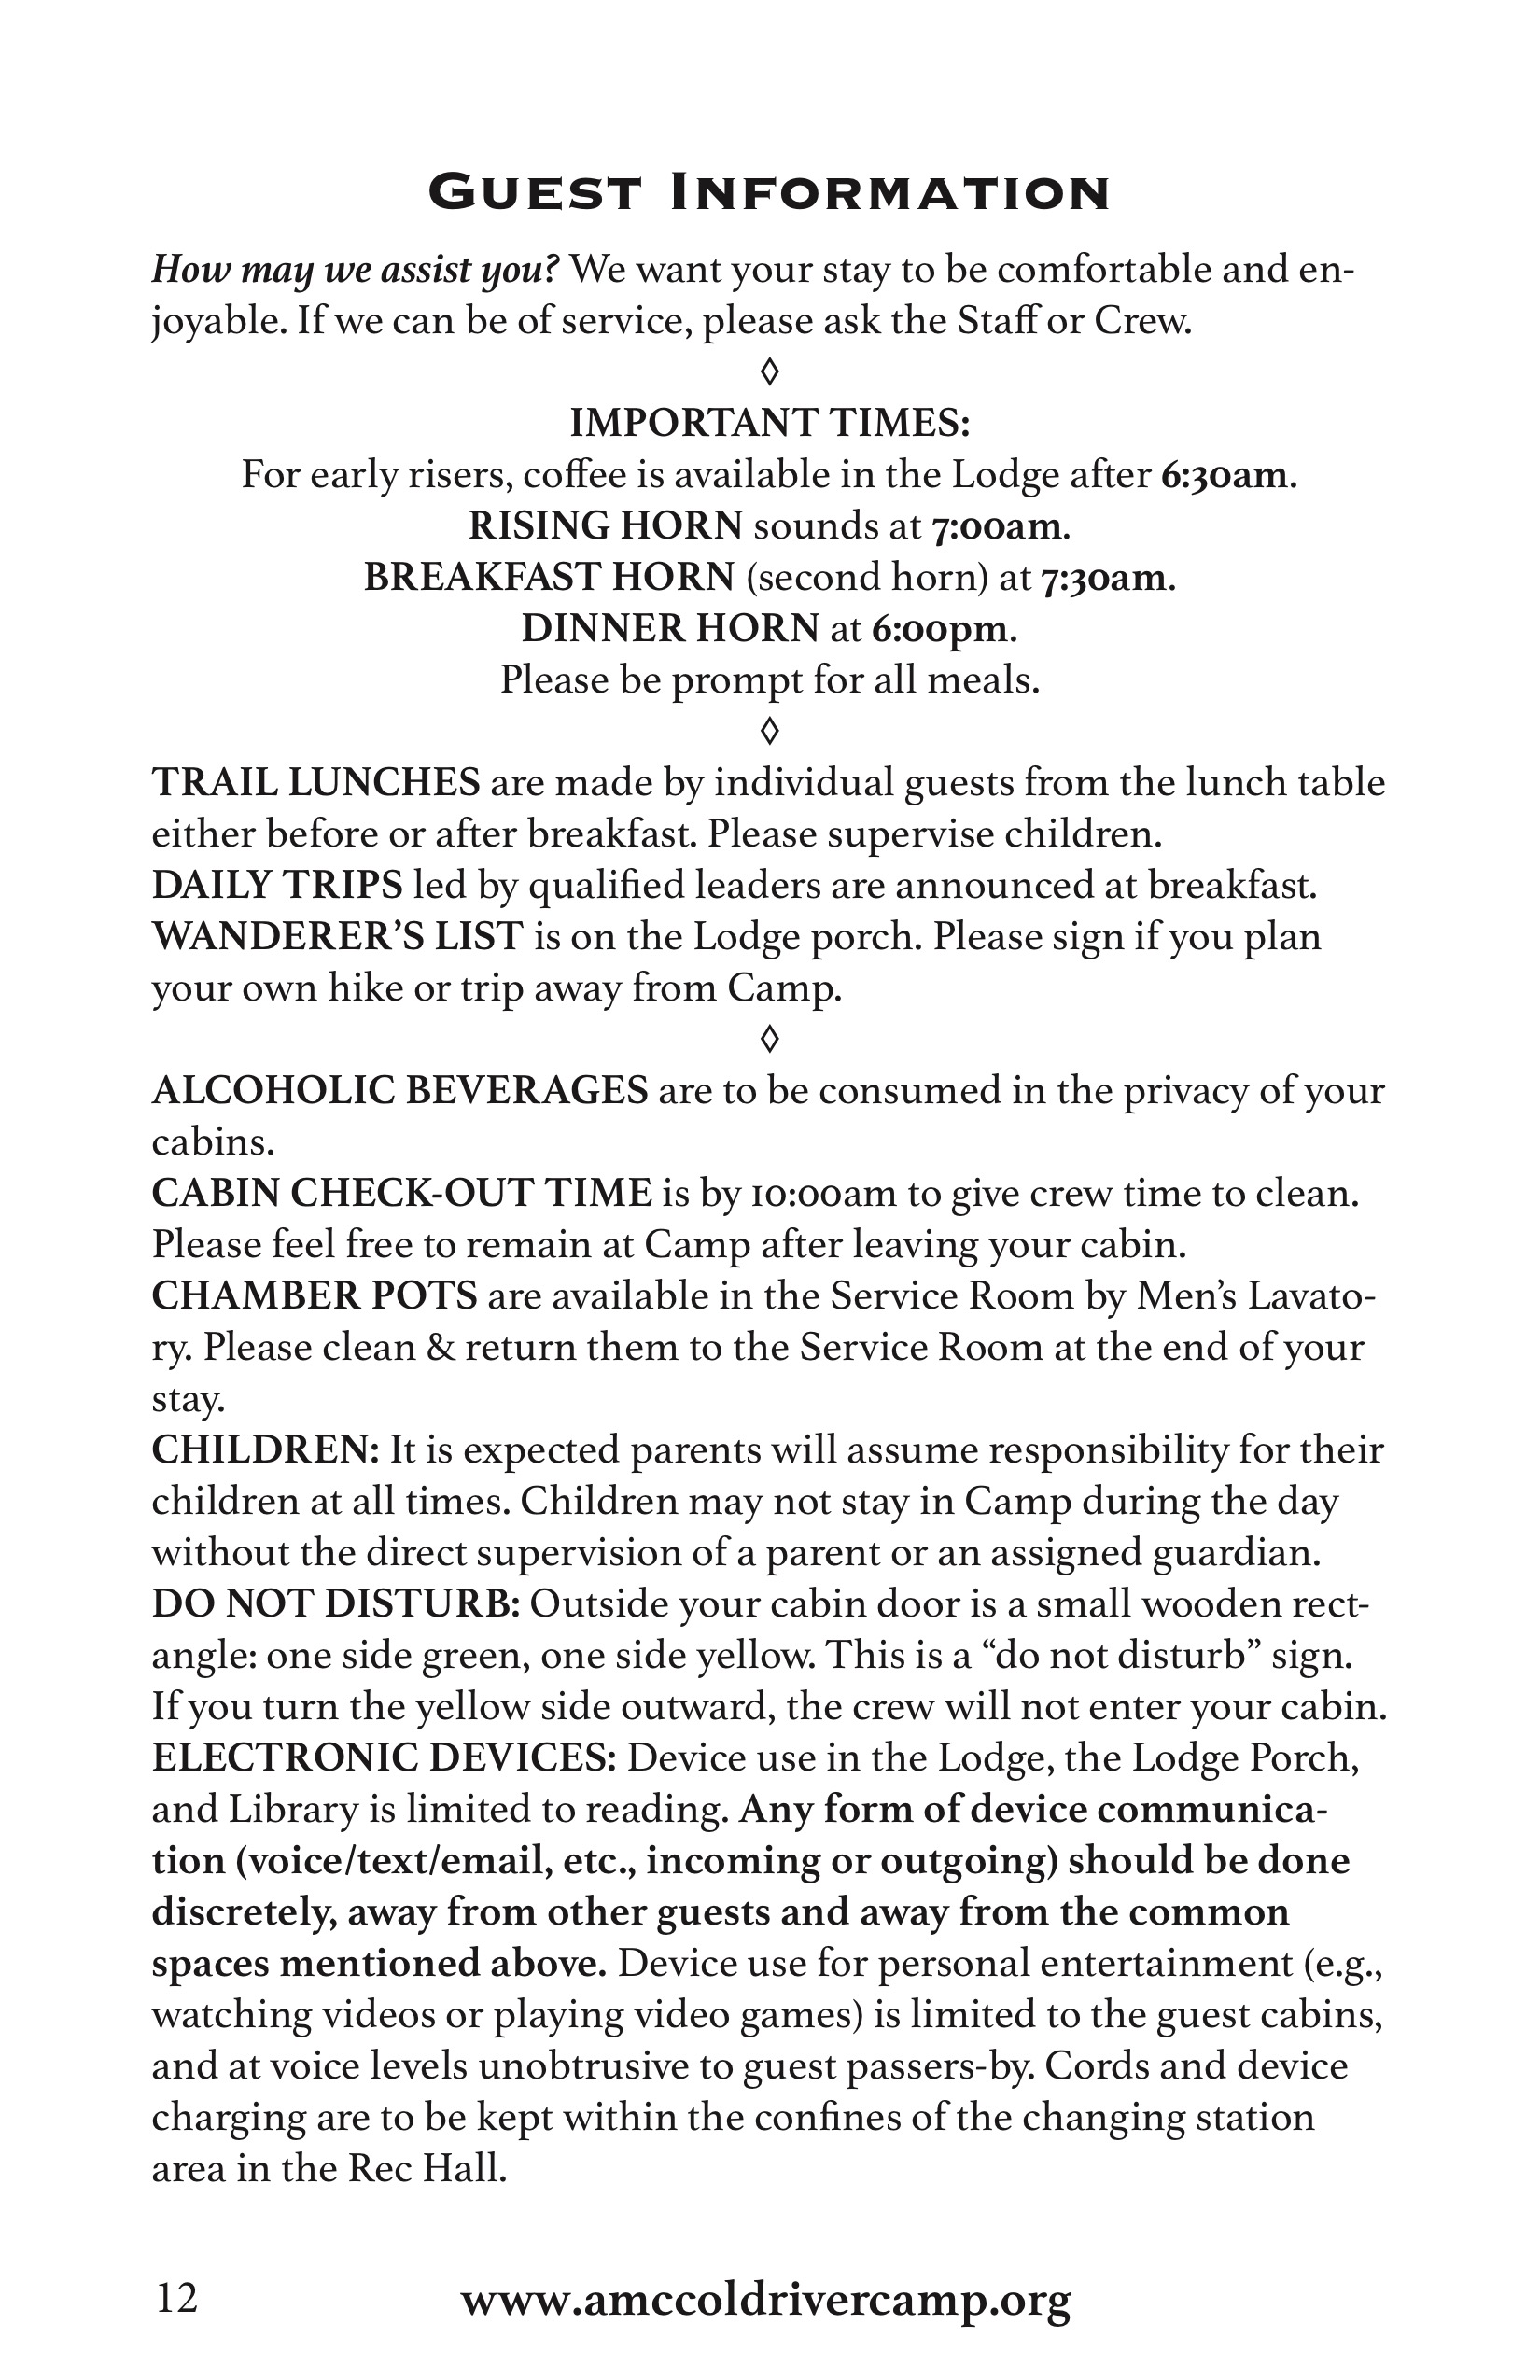 Guest Information
How may we assist you? We want your stay to be comfortable and en-
joyable. If we can be of service, please ask the Staff or Crew.
◊
IMPORTANT TIMES:
For early risers, coffee is available in the Lodge after 6:30am.
RISING HORN sounds at 7:00am.
BREAKFAST HORN (second horn) at 7:30am.
DINNER HORN at 6:00pm.
Please be prompt for all meals.
◊
TRAIL LUNCHES are made by individual guests from the lunch table
either before or after breakfast. Please supervise children.
DAILY TRIPS led by qualified leaders are announced at breakfast.
WANDERER’S LIST is on the Lodge porch. Please sign if you plan
your own hike or trip away from Camp.
◊
ALCOHOLIC BEVERAGES are to be consumed in the privacy of your
cabins.
CABIN CHECK-OUT TIME is by 10:00am to give crew time to clean.
Please feel free to remain at Camp after leaving your cabin.
CHAMBER POTS are available in the Service Room by Men’s Lavato-
ry. Please clean & return them to the Service Room at the end of your
stay.
CHILDREN: It is expected parents will assume responsibility for their
children at all times. Children may not stay in Camp during the day
without the direct supervision of a parent or an assigned guardian.
DO NOT DISTURB: Outside your cabin door is a small wooden rect-
angle: one side green, one side yellow. This is a “do not disturb” sign.
If you turn the yellow side outward, the crew will not enter your cabin.
ELECTRONIC DEVICES: Device use in the Lodge, the Lodge Porch,
and Library is limited to reading. Any form of device communica-
tion (voice/text/email, etc., incoming or outgoing) should be done
discretely, away from other guests and away from the common
spaces mentioned above. Device use for personal entertainment (e.g.,
watching videos or playing video games) is limited to the guest cabins,
and at voice levels unobtrusive to guest passers-by. Cords and device
charging are to be kept within the confines of the changing station
area in the Rec Hall.
12 www.amccoldrivercamp.org